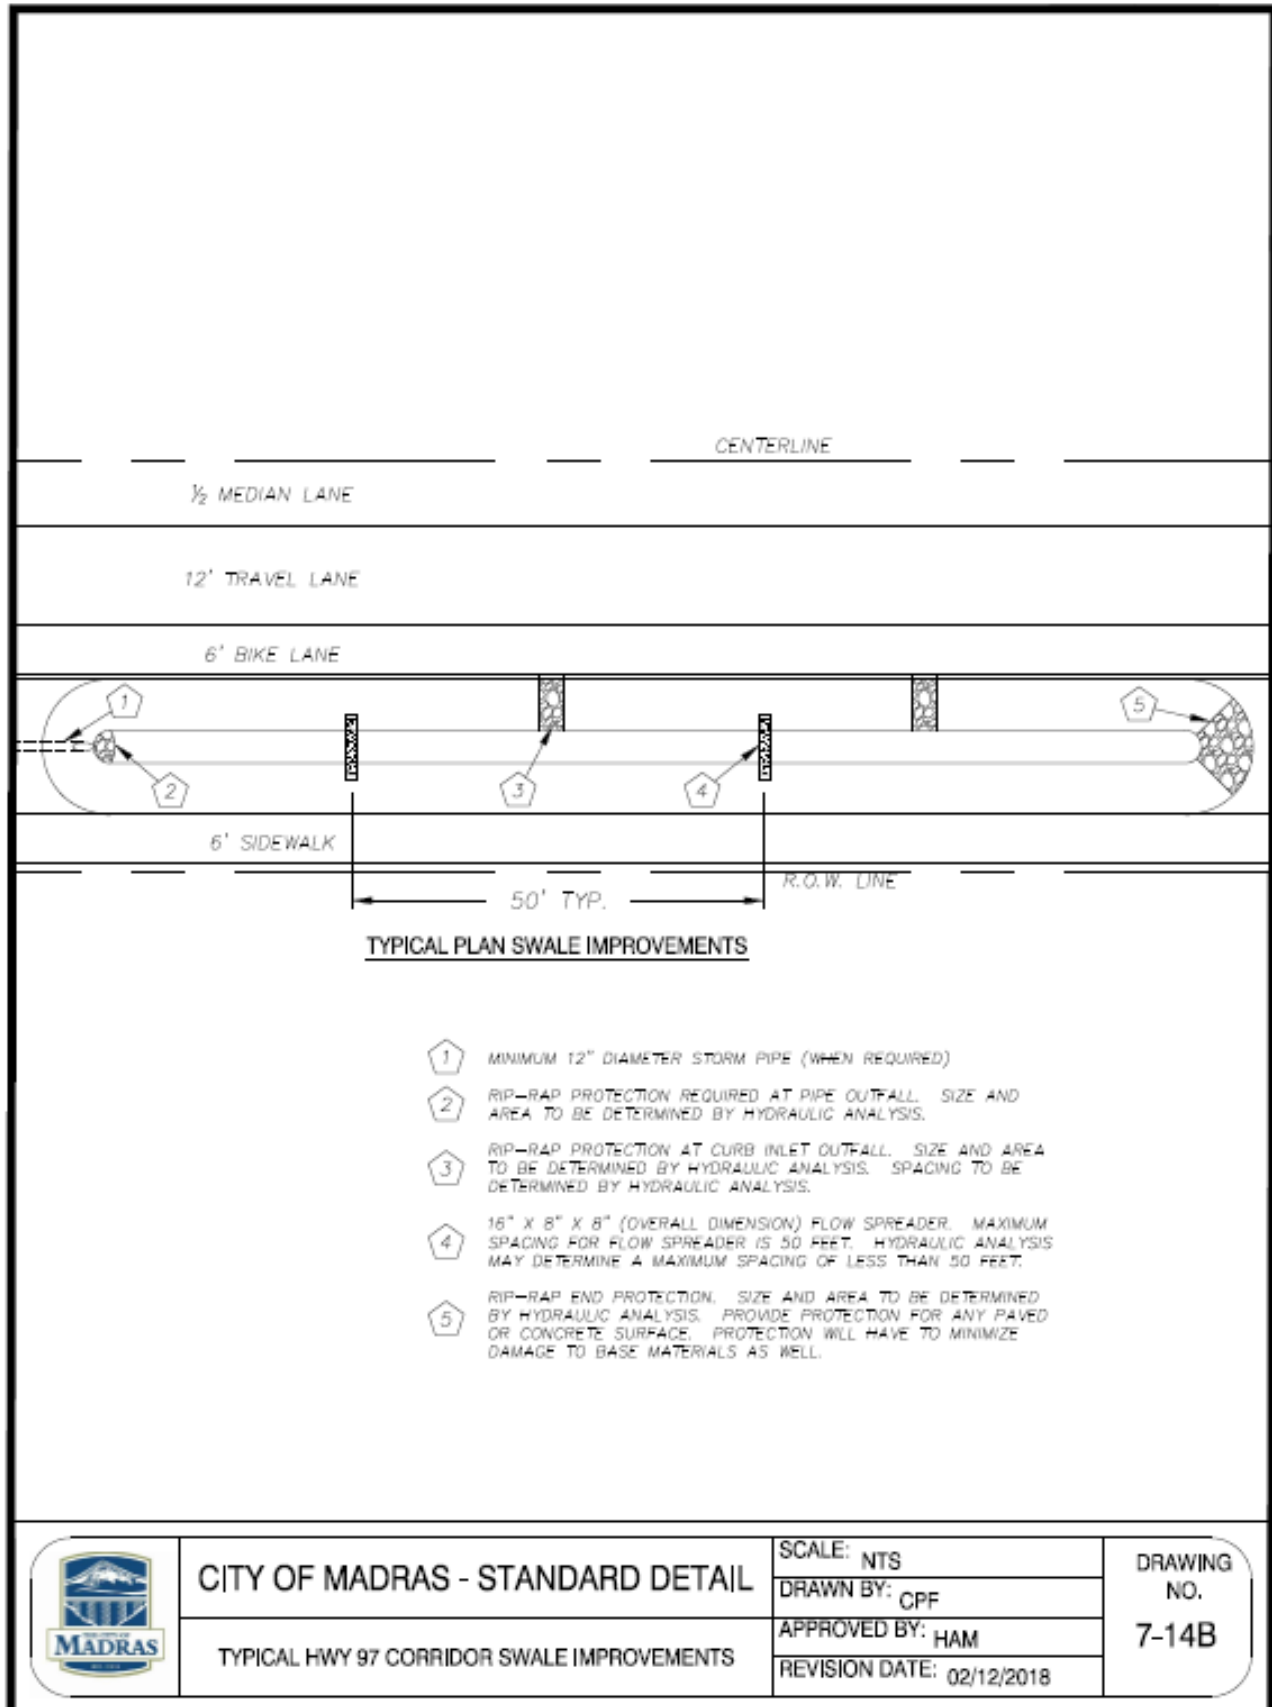 CENTERLINE
½ MEDIAN LANE
12' TRAVEL LANE
6' BIKE LANE
1
5
2
3
4
6' SIDEWALK
R.O.W. LINE
50' TYP.
TYPICAL PLAN SWALE IMPROVEMENTS
1 MINIMUM 12" DIAMETER STORM PIPE (WHEN REQUIRED)
2 RIP-RAP PROTECTION REQUIRED AT PIPE OUTFALL. SIZE AND
AREA TO BE DETERMINED BY HYDRAULIC ANALYSIS.
3 RIP-RAP PROTECTION AT CURB INLET OUTFALL. SIZE AND AREA
TO BE DETERMINED BY HYDRAULIC ANALYSIS. SPACING TO BE
DETERMINED BY HYDRAULIC ANALYSIS.
4 16" X 8" X 8" (OVERALL DIMENSION) FLOW SPREADER. MAXIMUM
SPACING FOR FLOW SPREADER IS 50 FEET. HYDRAULIC ANALYSIS
MAY DETERMINE A MAXIMUM SPACING OF LESS THAN 50 FEET.
5 RIP-RAP END PROTECTION. SIZE AND AREA TO BE DETERMINED
BY HYDRAULIC ANALYSIS. PROVIDE PROTECTION FOR ANY PAVED
OR CONCRETE SURFACE. PROTECTION WILL HAVE TO MINIMIZE
DAMAGE TO BASE MATERIALS AS WELL.
THE CITY OF
MADRAS
CITY OF MADRAS - STANDARD DETAIL
TYPICAL HWY 97 CORRIDOR SWALE IMPROVEMENTS
SCALE: NTS
DRAWN BY: CPF
APPROVED BY: HAM
REVISION DATE: 02/12/2018
DRAWING
NO.
7-14B